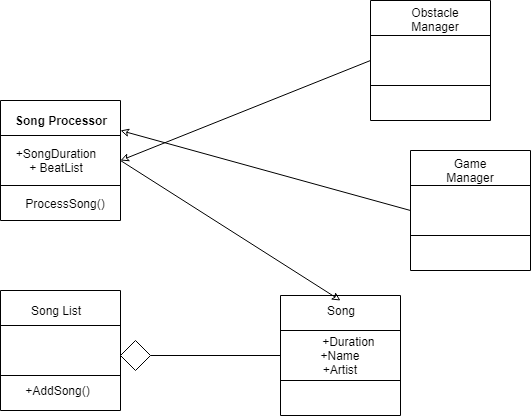 Obstacle
Manager
Song Processor
+SongDuration
+ BeatList
ProcessSong()
Game
Manager
Song List
+AddSong()
Song
+Duration
+Name
+Artist